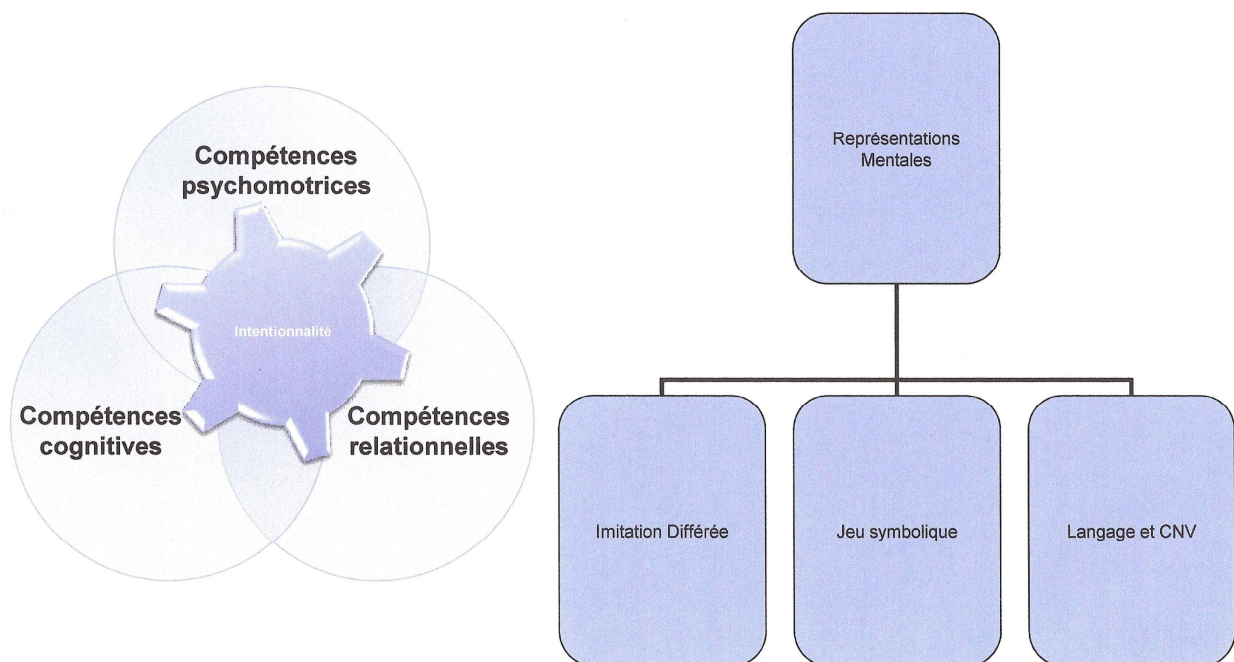 Compétences
psychomotrices
Intentionnalité
Compétences
cognitives
Compétences
relationnelles
Représentations
Mentales
Imitation Différée
Jeu symbolique
Langage et CNV